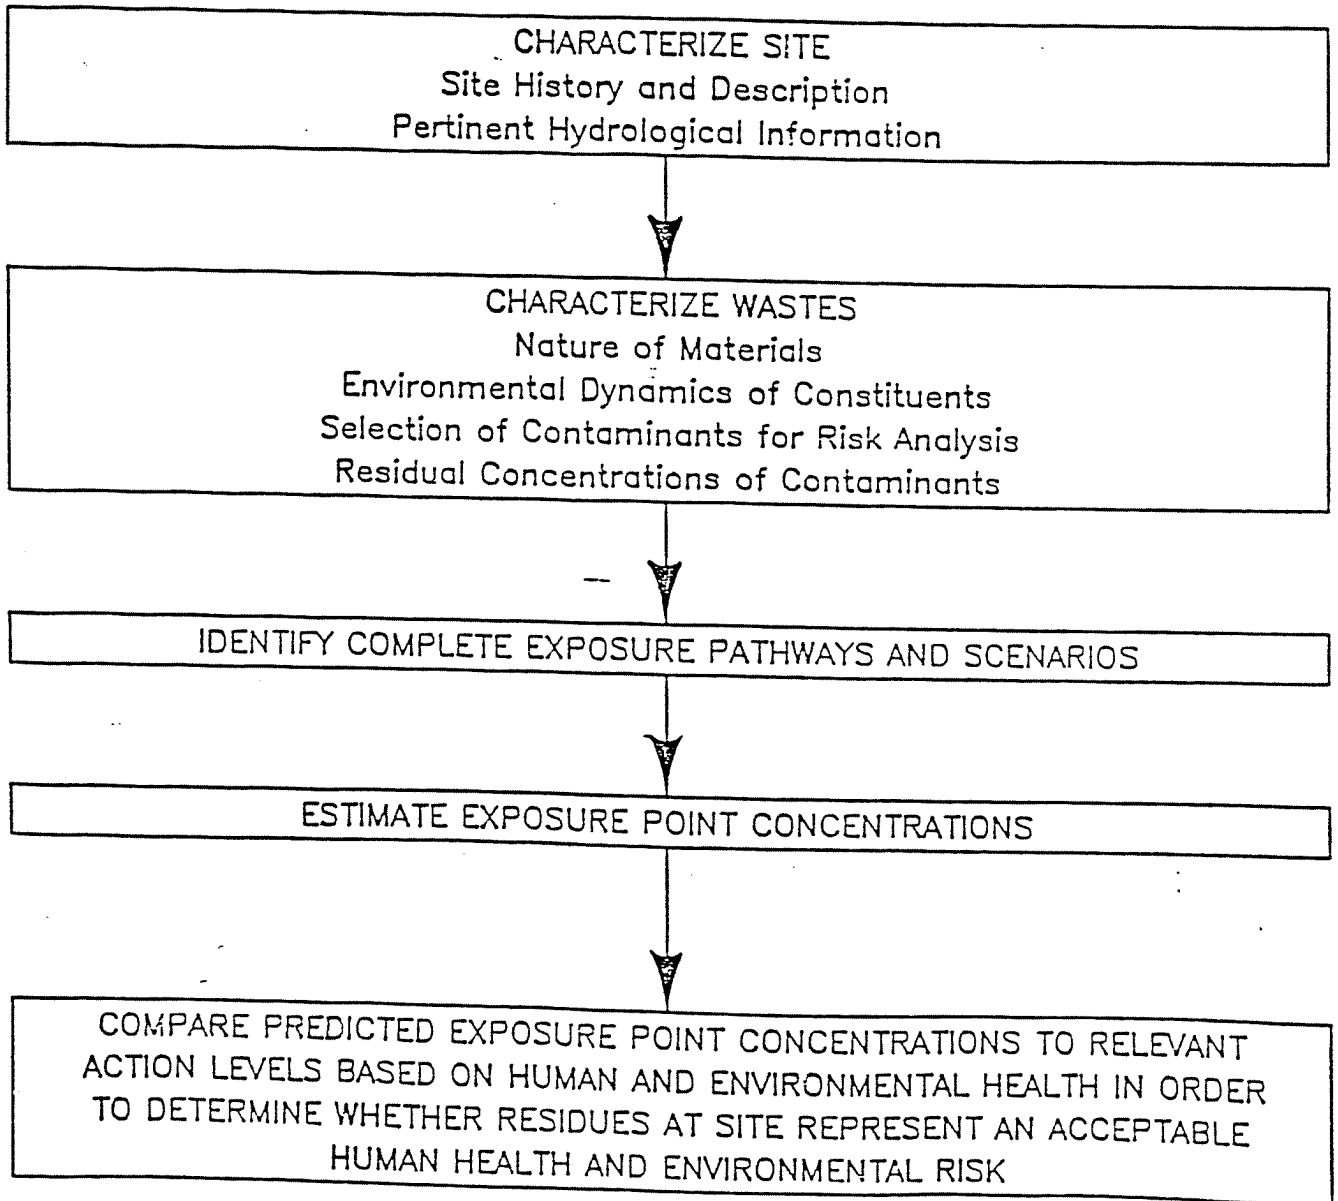 CHARACTERIZE SITE
Site History and Description
Pertinent Hydrological Information
CHARACTERIZE WASTES
Nature of Materials
Environmental Dynamics of Constituents
Selection of Contaminants for Risk Analysis
Residual Concentrations of Contaminants
IDENTIFY COMPLETE EXPOSURE PATHWAYS AND SCENARIOS
ESTIMATE EXPOSURE POINT CONCENTRATIONS
COMPARE PREDICTED EXPOSURE POINT CONCENTRATIONS TO RELEVANT
ACTION LEVELS BASED ON HUMAN AND ENVIRONMENTAL HEALTH IN ORDER
TO DETERMINE WHETHER RESIDUES AT SITE REPRESENT AN ACCEPTABLE
HUMAN HEALTH AND ENVIRONMENTAL RISK